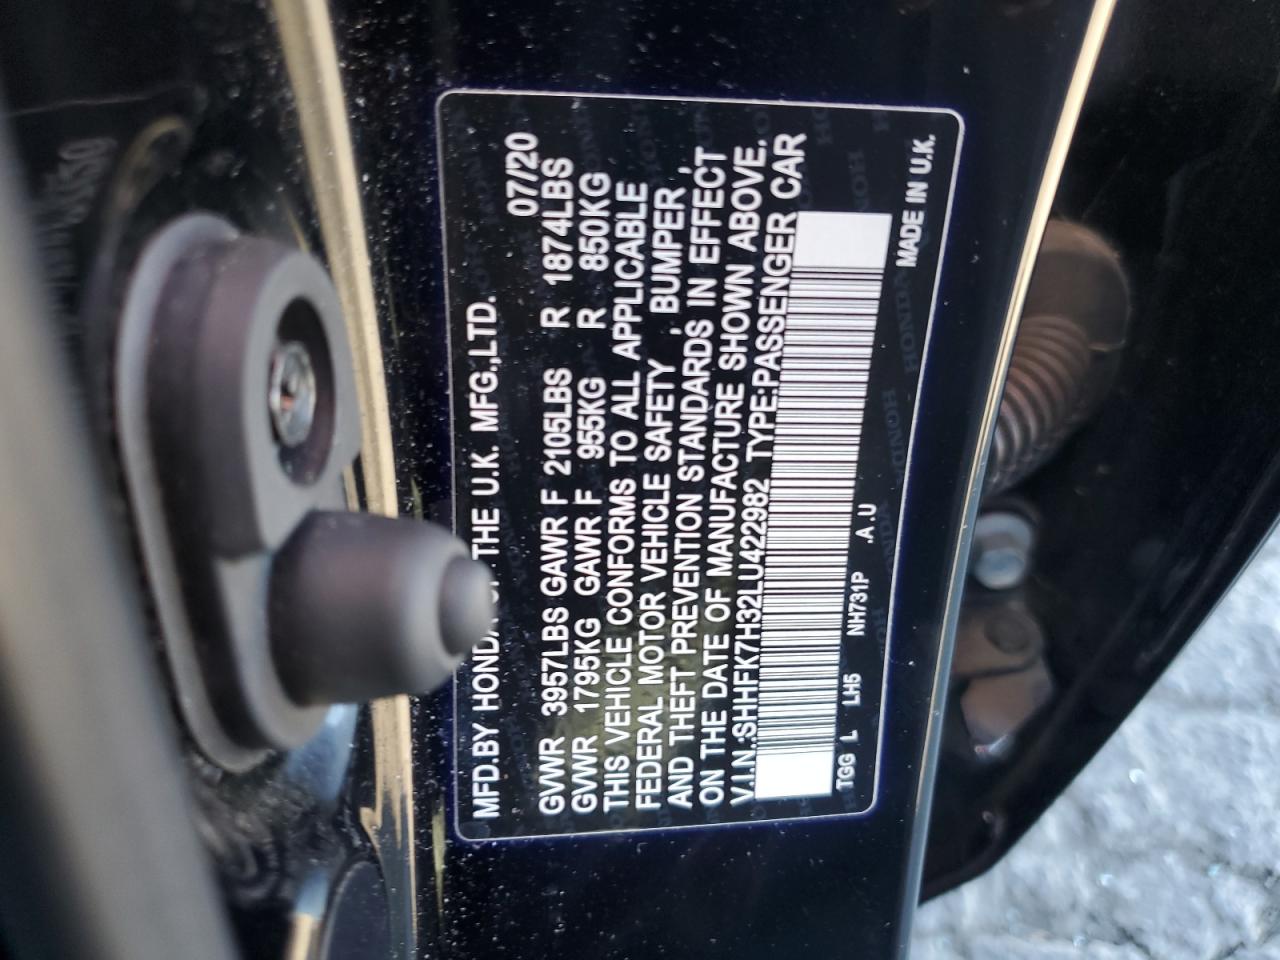 MFD.BY HONDA OF THE U.K. MFG.,LTD.
07/20
GVWR 3957LBS GAWR F 2105LBS R 1874LBS
GVWR 1795KG GAWR F 955KG R 850KG
THIS VEHICLE CONFORMS TO ALL APPLICABLE
FEDERAL MOTOR VEHICLE SAFETY , BUMPER ,
AND THEFT PREVENTION STANDARDS IN EFFECT
ON THE DATE OF MANUFACTURE SHOWN ABOVE.
V.I.N.:SHHFK7H32LU422982 TYPE:PASSENGER CAR
TGG L LH5 NH731P .A.U
MADE IN U.K.